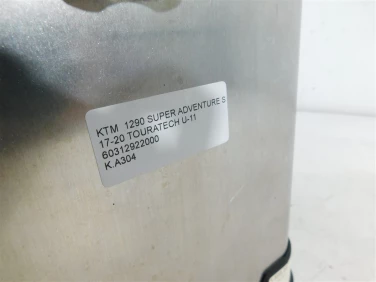 KTM 1290 SUPER ADVENTURE S
17-20 TOURATECH U-11
60312922000
K.A304